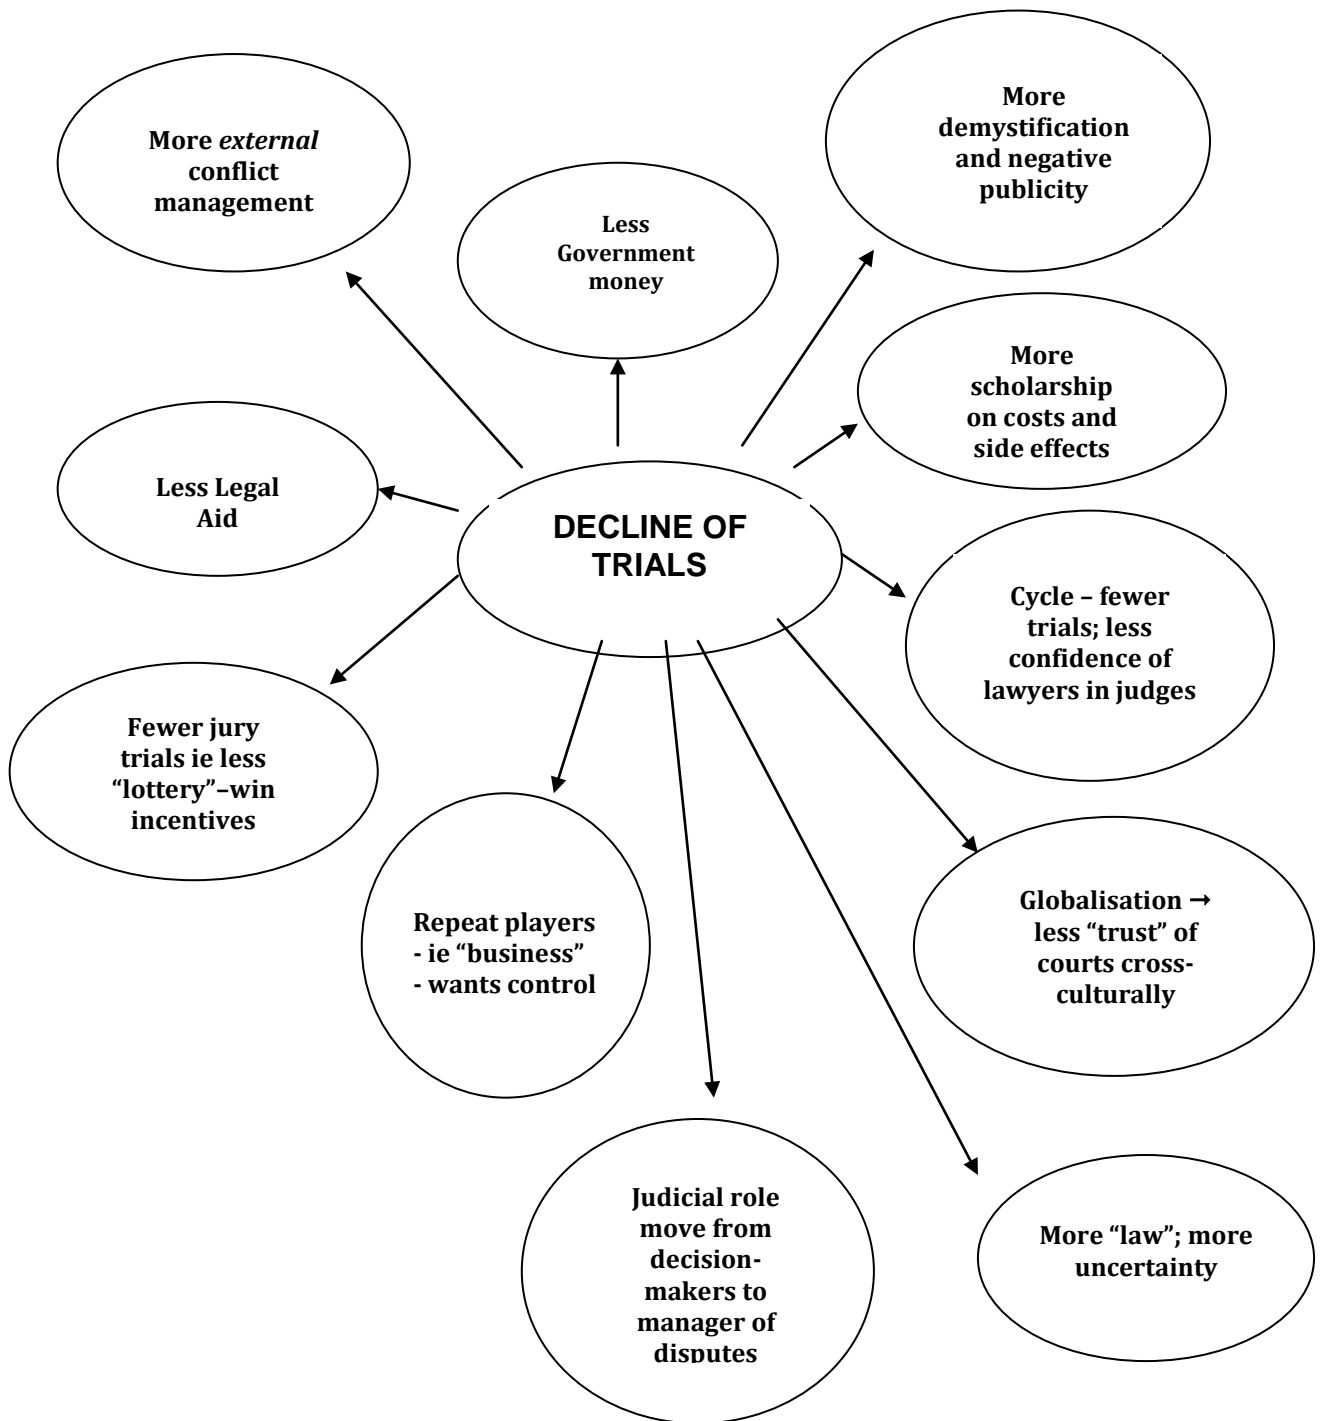 More external
conflict
management
Less
Government
money
More
demystification
and negative
publicity
More
scholarship
on costs and
side effects
Less Legal
Aid
DECLINE OF
TRIALS
Cycle – fewer
trials; less
confidence of
lawyers in judges
Fewer jury
trials ie less
“lottery”–win
incentives
Repeat players
- ie “business”
- wants control
Globalisation →
less “trust” of
courts cross-
culturally
Judicial role
move from
decision-
makers to
manager of
disputes
More “law”; more
uncertainty